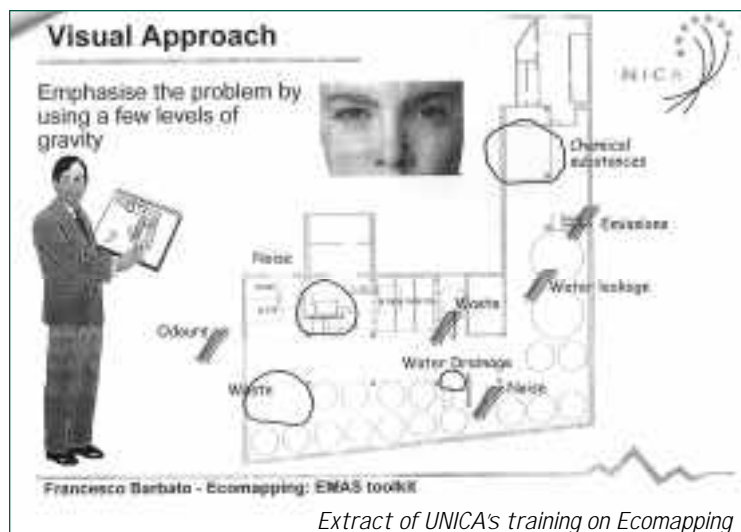 Visual Approach
Emphasise the problem by
using a few levels of
gravity
Chemical
substances
Emissions
Noise
Water leakage
Odours
Waste
Water Drainage
Waste
Noise
Francesco Barbato - Ecomapping: EMAS toolkit
Extract of UNICA's training on Ecomapping